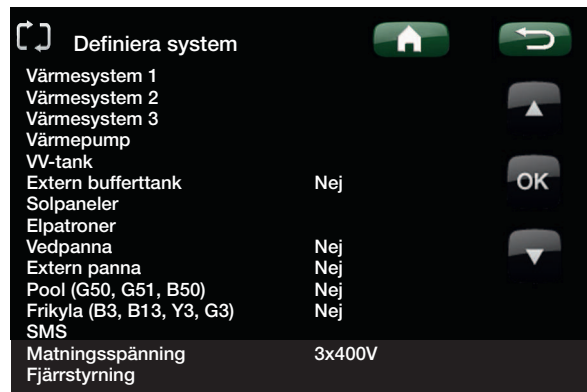 Definiera system
Värmesystem 1
Värmesystem 2
Värmesystem 3
Värmepump
VV-tank
Extern bufferttank Nej
OK
Solpaneler
Elpatroner
Vedpanna Nej
Extern panna Nej
Pool (G50, G51, B50) Nej
Frikyla (B3, B13, Y3, G3) Nej
SMS
Matningsspänning 3x400V
Fjärrstyrning